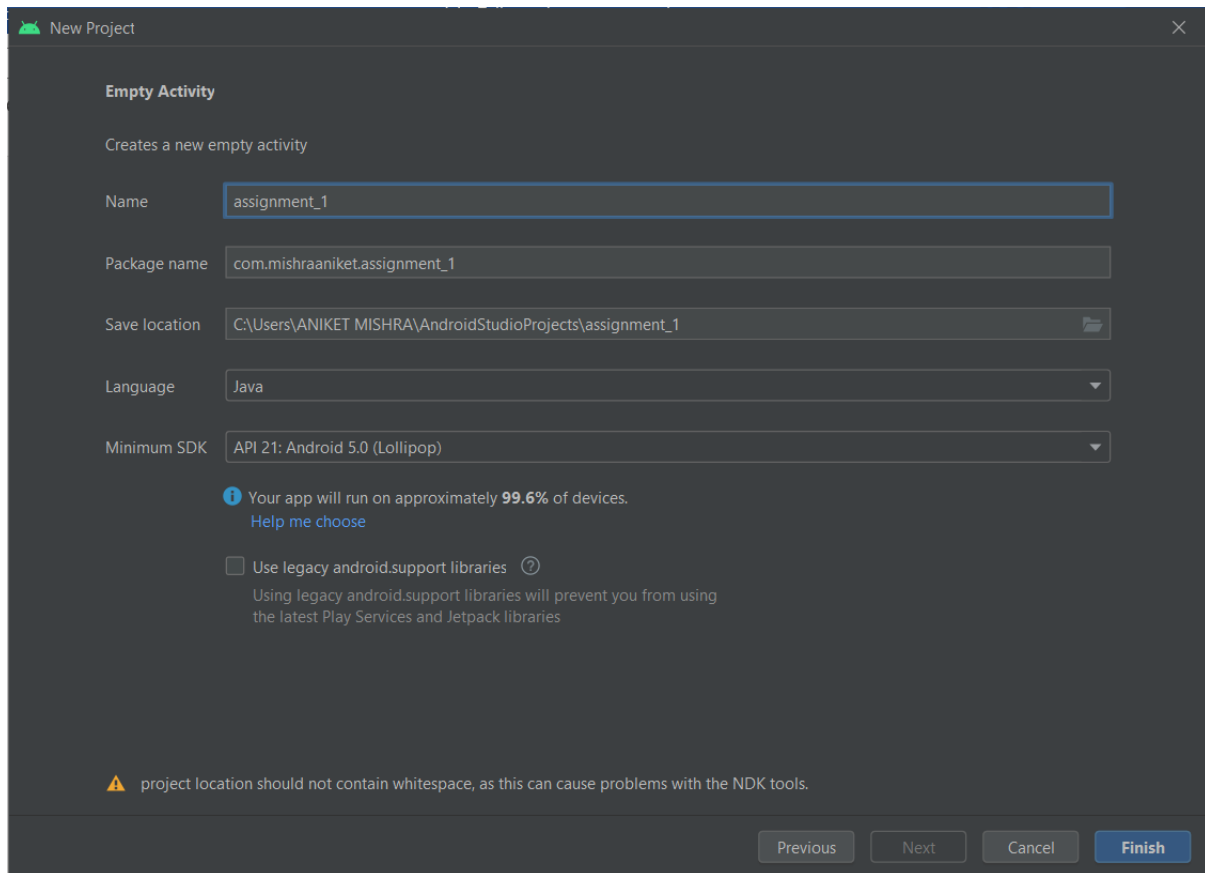 New Project
Empty Activity
Creates a new empty activity
Name assignment_1
Package name com.mishraaniket.assignment_1
Save location C:\Users\ANIKET MISHRA\AndroidStudioProjects\assignment_1
Language Java
Minimum SDK API 21: Android 5.0 (Lollipop)
Your app will run on approximately 99.6% of devices.
Help me choose
Use legacy android.support libraries ?
Using legacy android.support libraries will prevent you from using
the latest Play Services and Jetpack libraries
project location should not contain whitespace, as this can cause problems with the NDK tools.
Previous Next Cancel Finish